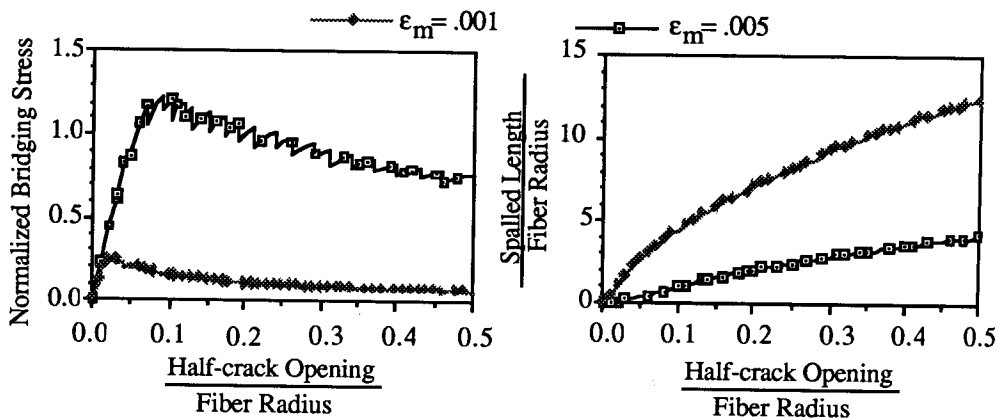 εm= .001
εm= .005
Normalized Bridging Stress
1.5
1.0
0.5
0.0
0.0 0.1 0.2 0.3 0.4 0.5
Half-crack Opening
Fiber Radius
Spalled Length
Fiber Radius
15
10
5
0
0.0 0.1 0.2 0.3 0.4 0.5
Half-crack Opening
Fiber Radius